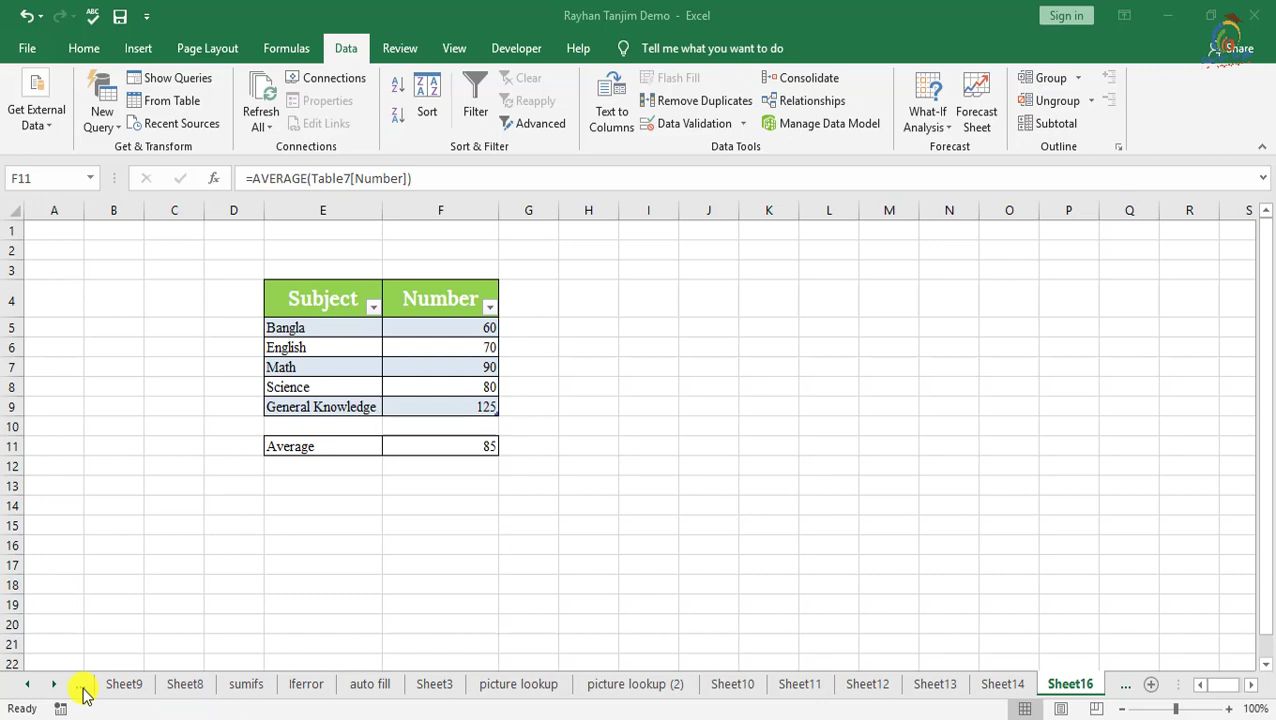 ABC
Rayhan Tanjim Demo - Excel
Sign in
File Home Insert Page Layout Formulas Data Review View Developer Help Tell me what you want to do Share
Get External Data
New Query
Show Queries
From Table
Recent Sources
Get & Transform
Refresh All
Connections
Properties
Edit Links
Connections
Sort
Filter
Clear
Reapply
Advanced
Sort & Filter
Text to Columns
Flash Fill
Remove Duplicates
Data Validation
Consolidate
Relationships
Manage Data Model
Data Tools
What-If Analysis
Forecast Sheet
Forecast
Group
Ungroup
Subtotal
Outline
F11 fx =AVERAGE(Table7[Number])
A B C D E F G H I J K L M N O P Q R S
1
2
3
4 Subject Number
5 Bangla 60
6 English 70
7 Math 90
8 Science 80
9 General Knowledge 125
10
11 Average 85
12
13
14
15
16
17
18
19
20
21
22
... Sheet9 Sheet8 sumifs Iferror auto fill Sheet3 picture lookup picture lookup (2) Sheet10 Sheet11 Sheet12 Sheet13 Sheet14 Sheet16 ...
Ready 100%